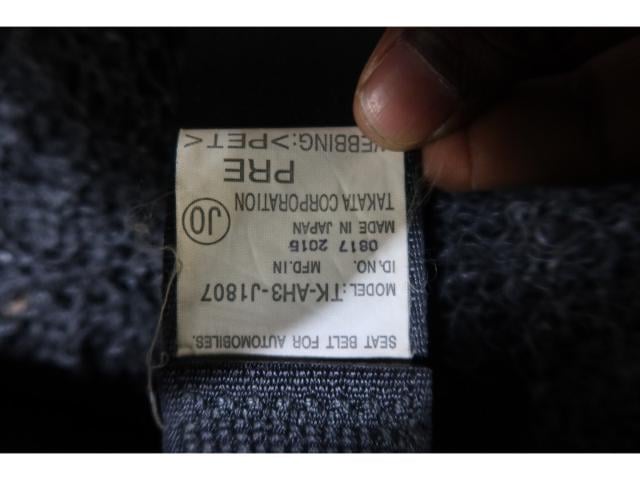 SEAT BELT FOR AUTOMOBILES.
MODEL:TK-AH3-J1807
ID.NO. MFD.IN
0817 2015
MADE IN JAPAN
TAKATA CORPORATION
JO
PRE
WEBBING:>PET<